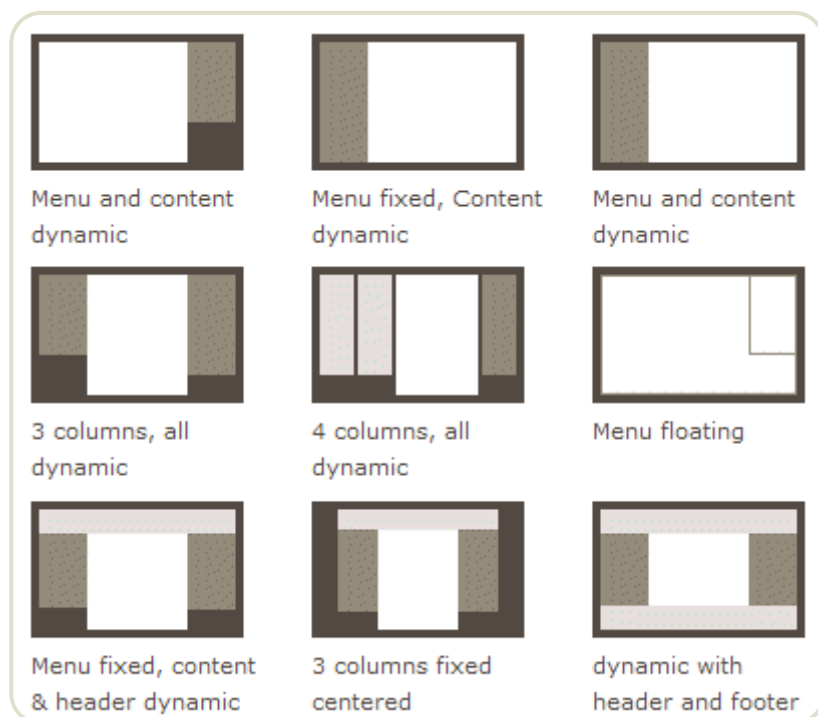 Menu and content
dynamic
Menu fixed, Content
dynamic
Menu and content
dynamic
3 columns, all
dynamic
4 columns, all
dynamic
Menu floating
Menu fixed, content
& header dynamic
3 columns fixed
centered
dynamic with
header and footer